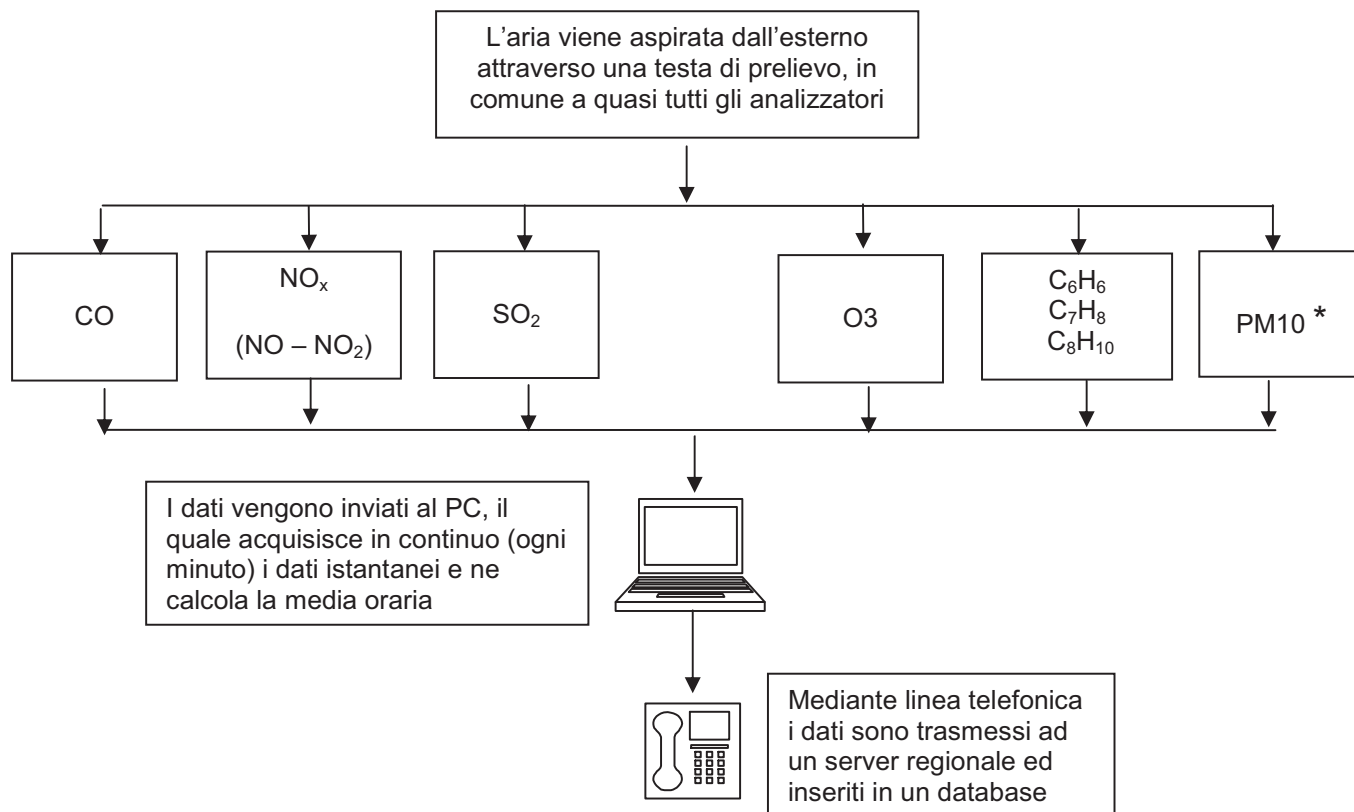 L’aria viene aspirata dall’esterno
attraverso una testa di prelievo, in
comune a quasi tutti gli analizzatori
CO
NOₓ
(NO – NO₂)
SO₂
O3
C₆H₆
C₇H₈
C₈H₁₀
PM10 *
I dati vengono inviati al PC, il
quale acquisisce in continuo (ogni
minuto) i dati istantanei e ne
calcola la media oraria
Mediante linea telefonica
i dati sono trasmessi ad
un server regionale ed
inseriti in un database